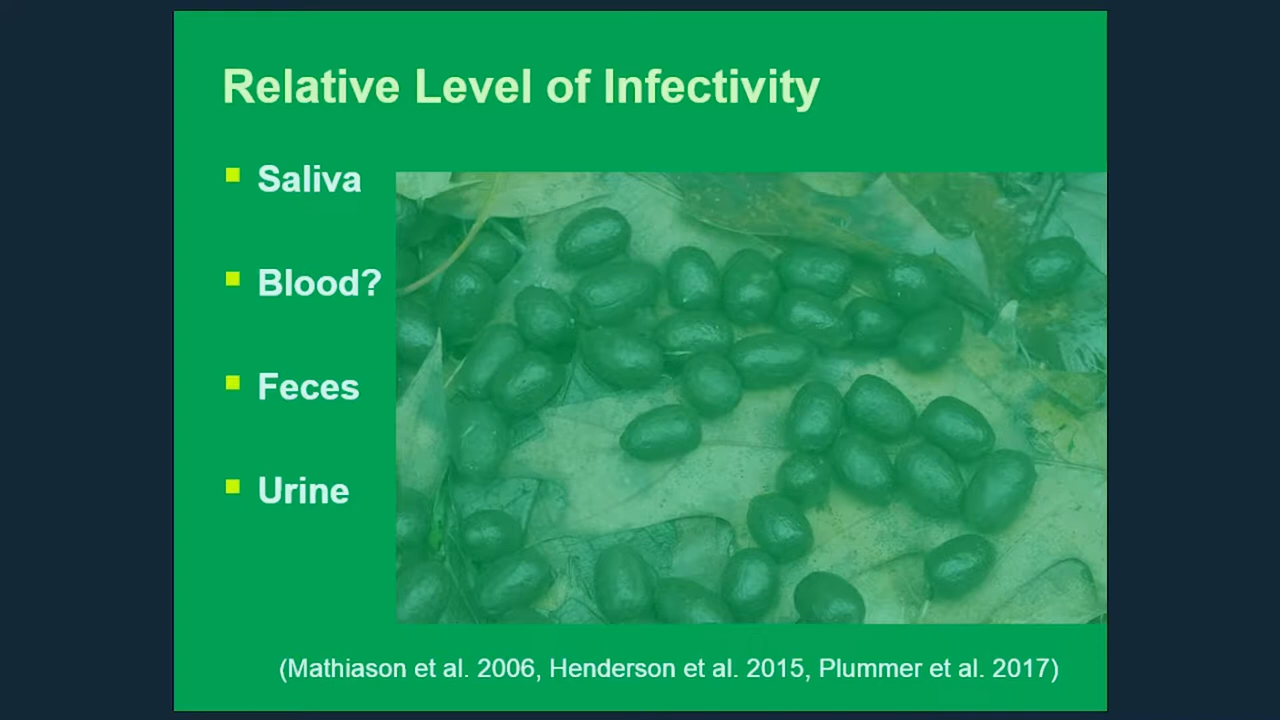 Relative Level of Infectivity
Saliva
Blood?
Feces
Urine
(Mathiason et al. 2006, Henderson et al. 2015, Plummer et al. 2017)